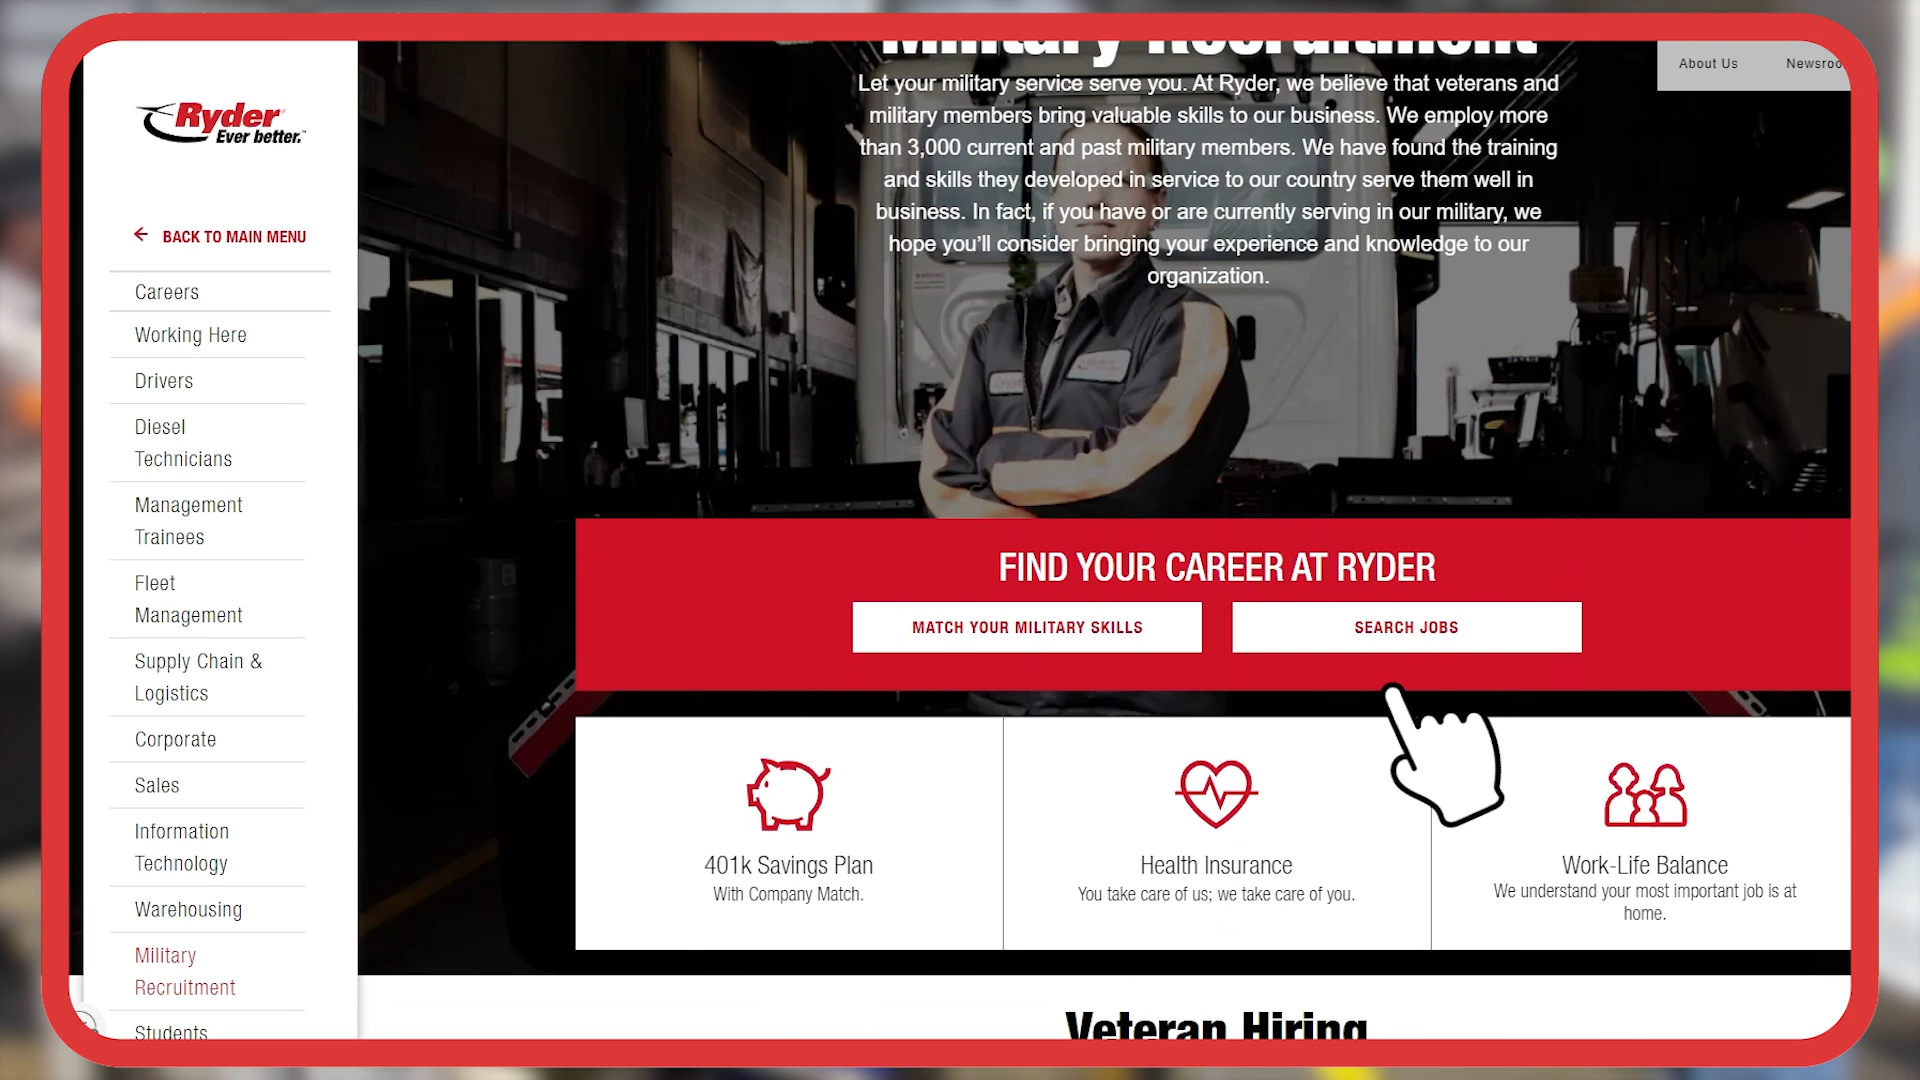 Ryder
Ever better.™
BACK TO MAIN MENU
Careers
Working Here
Drivers
Diesel
Technicians
Management
Trainees
Fleet
Management
Supply Chain &
Logistics
Corporate
Sales
Information
Technology
Warehousing
Military
Recruitment
Students
About Us
Military Recruitment
Let your military service serve you. At Ryder, we believe that veterans and
military members bring valuable skills to our business. We employ more
than 3,000 current and past military members. We have found the training
and skills they developed in service to our country serve them well in
business. In fact, if you have or are currently serving in our military, we
hope you'll consider bringing your experience and knowledge to our
organization.
Ryder
FIND YOUR CAREER AT RYDER
MATCH YOUR MILITARY SKILLS
SEARCH JOBS
401k Savings Plan
With Company Match.
Health Insurance
You take care of us; we take care of you.
Work-Life Balance
We understand your most important job is at
home.
Veteran Hiring